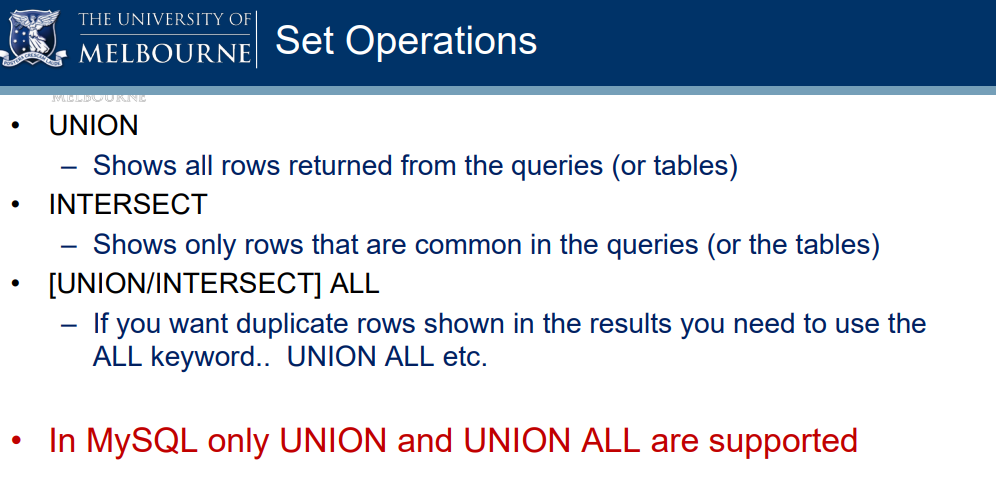 THE UNIVERSITY OF
MELBOURNE
Set Operations
MELBOURNE
• UNION
– Shows all rows returned from the queries (or tables)
• INTERSECT
– Shows only rows that are common in the queries (or the tables)
• [UNION/INTERSECT] ALL
– If you want duplicate rows shown in the results you need to use the
ALL keyword.. UNION ALL etc.
• In MySQL only UNION and UNION ALL are supported